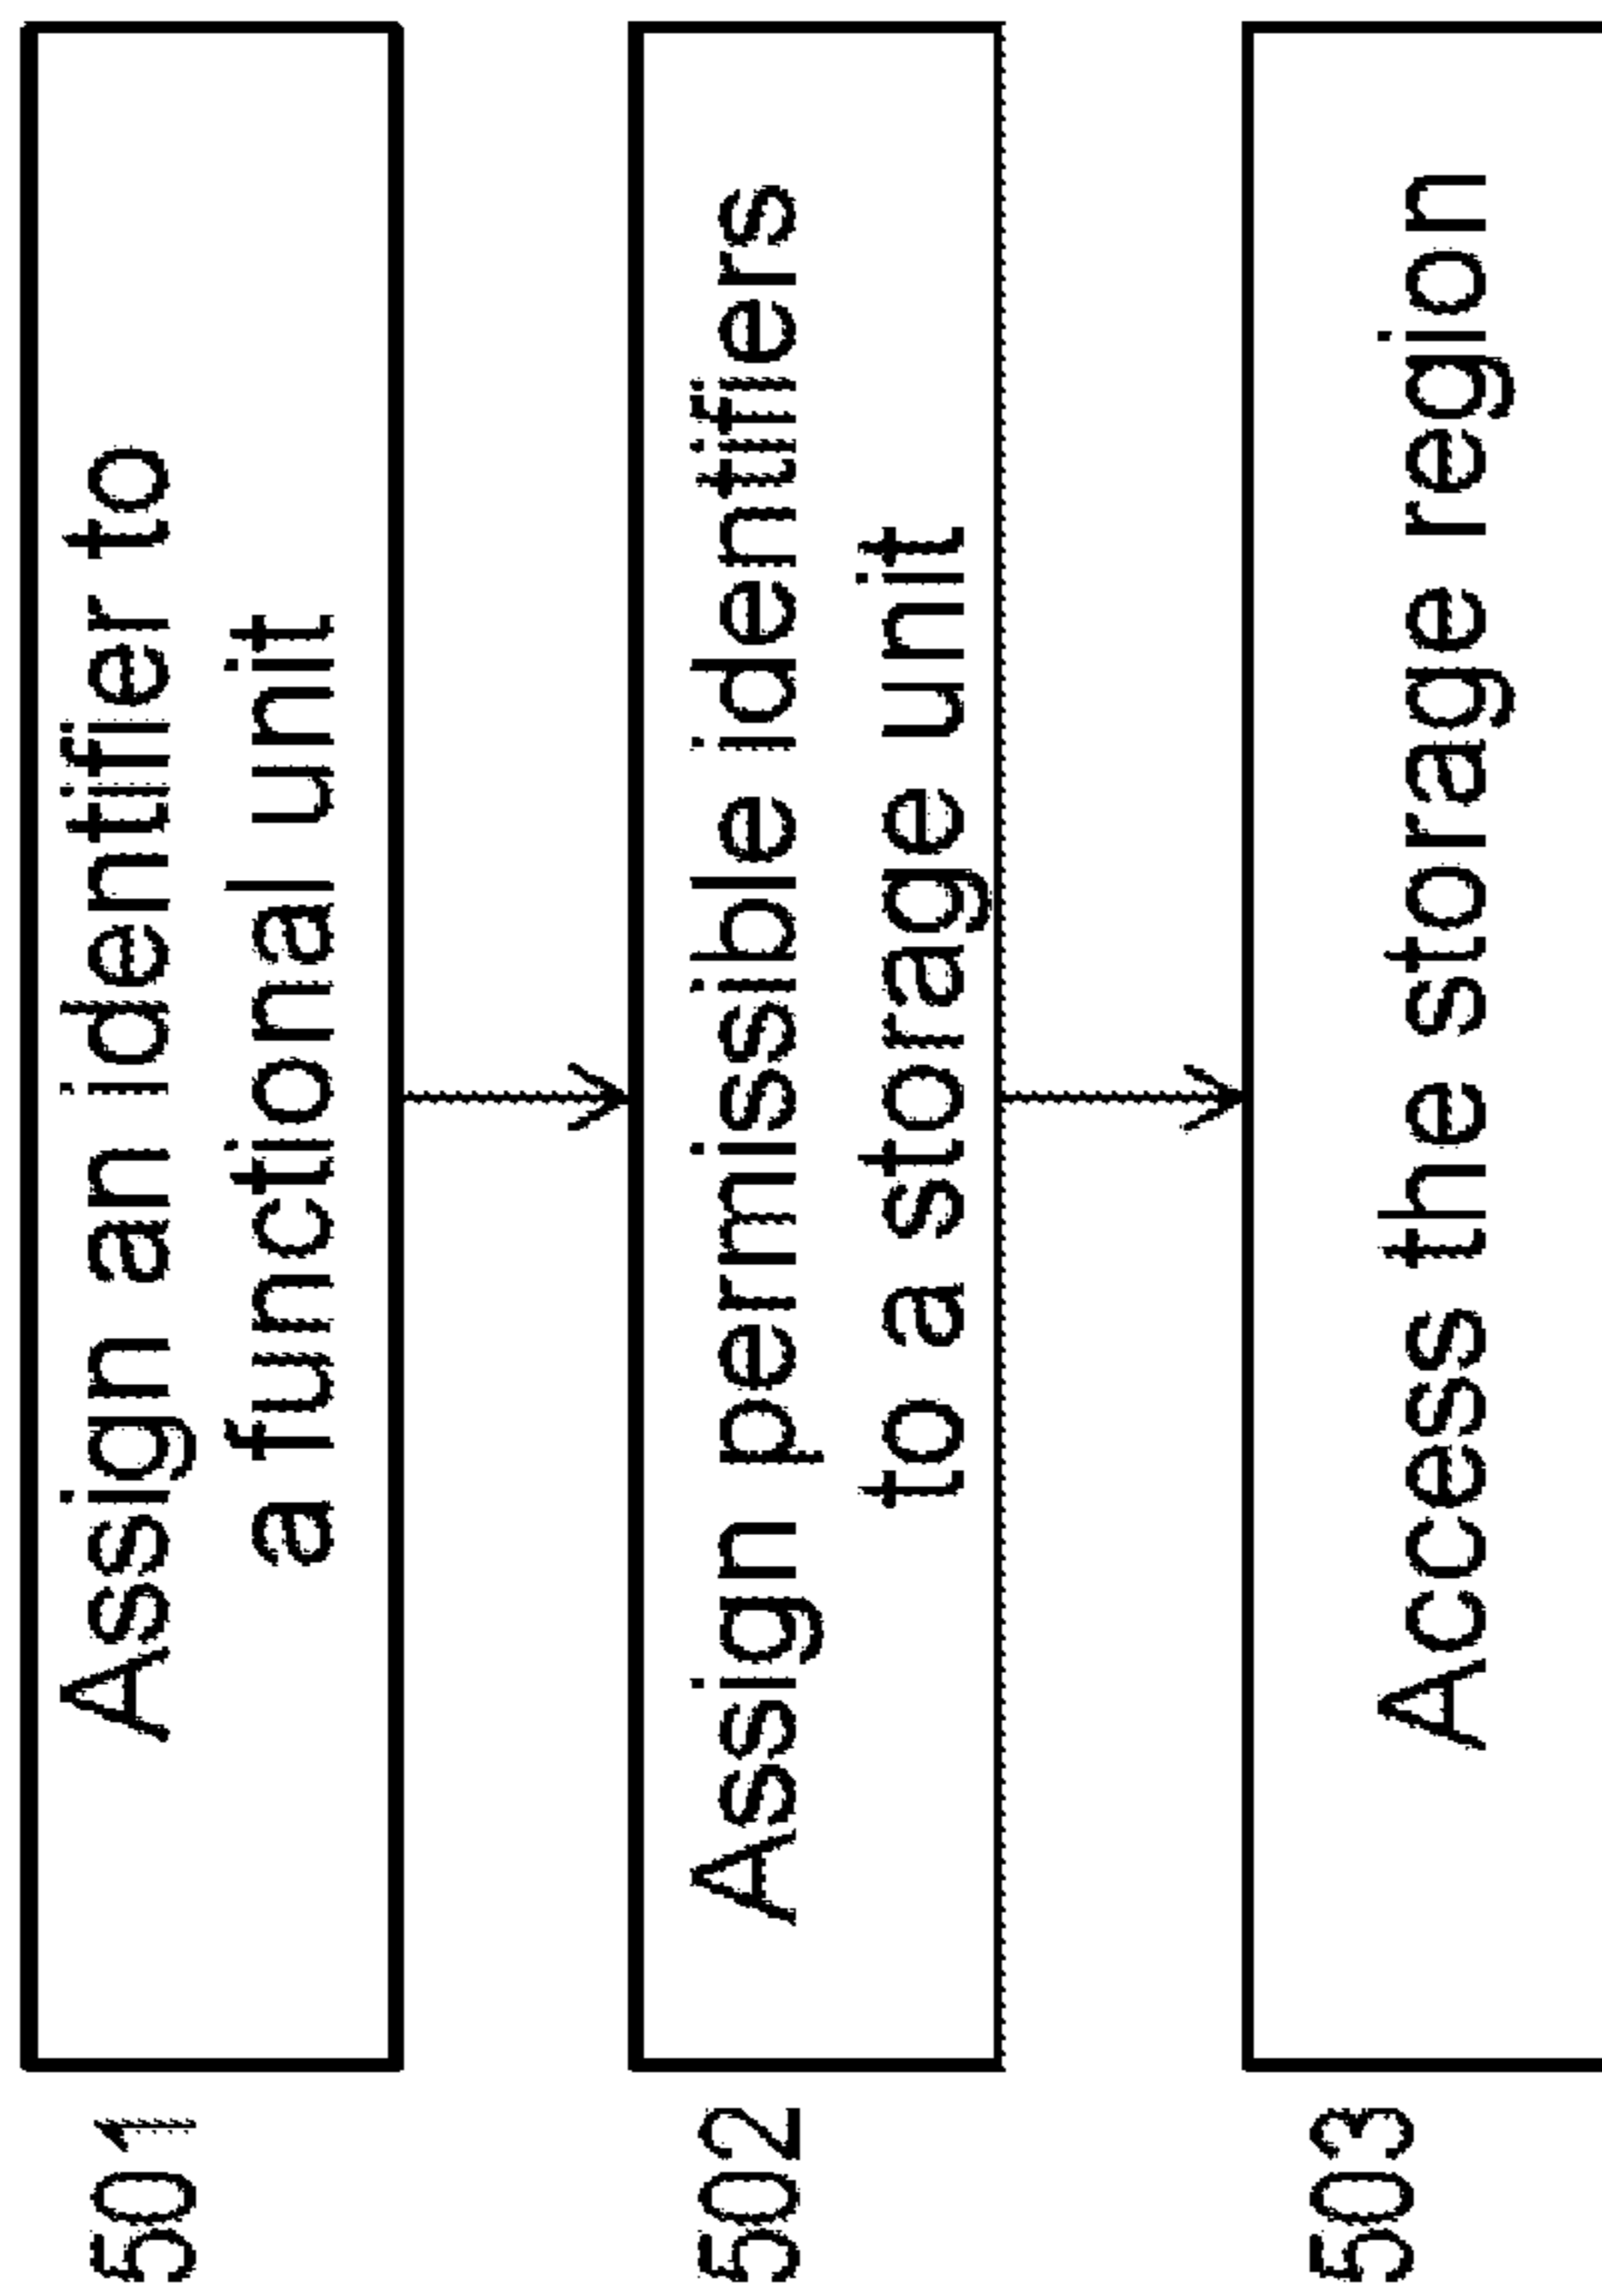 501
Assign an identifier to
a functional unit
502
Assign permissible identifiers
to a storage unit
503
Access the storage region